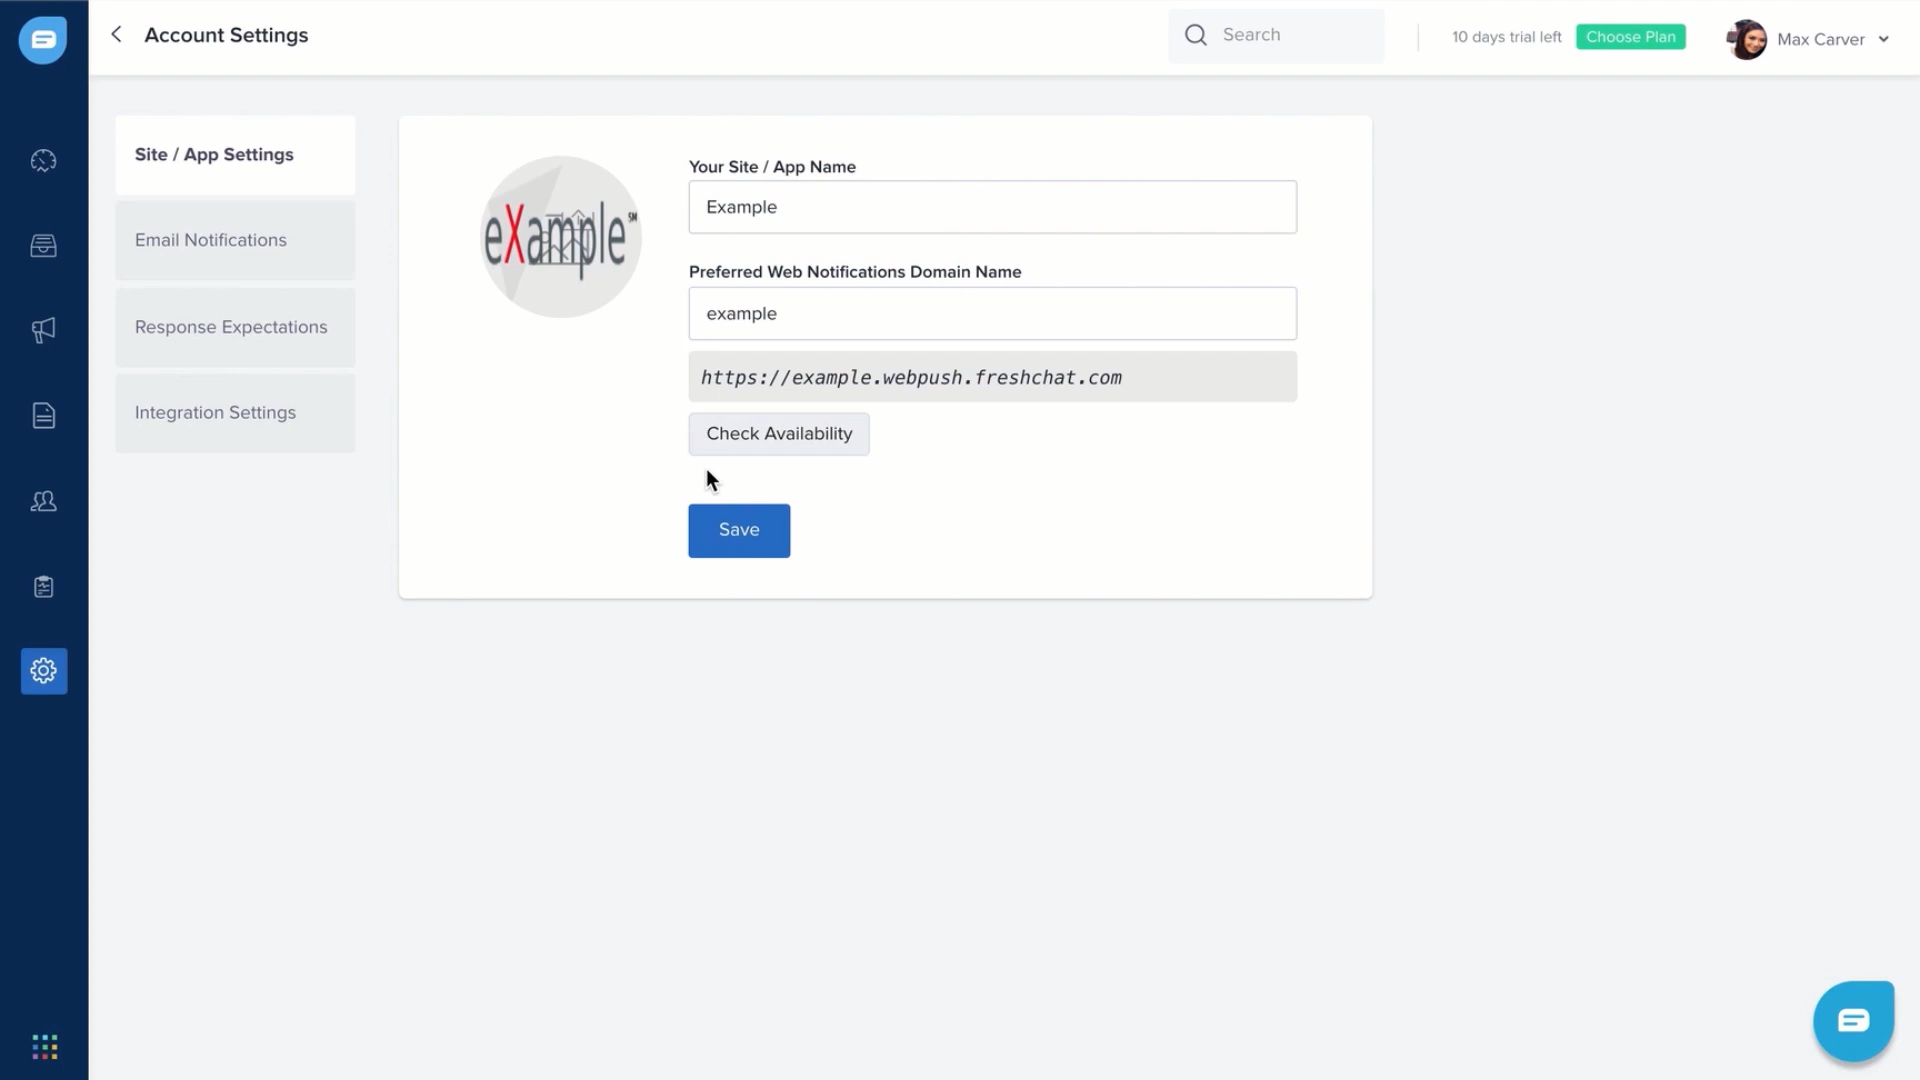 Account Settings
Search
10 days trial left
Choose Plan
Max Carver
Site / App Settings
Email Notifications
Response Expectations
Integration Settings
eXample℠
Your Site / App Name
Example
Preferred Web Notifications Domain Name
example
https://example.webpush.freshchat.com
Check Availability
Save